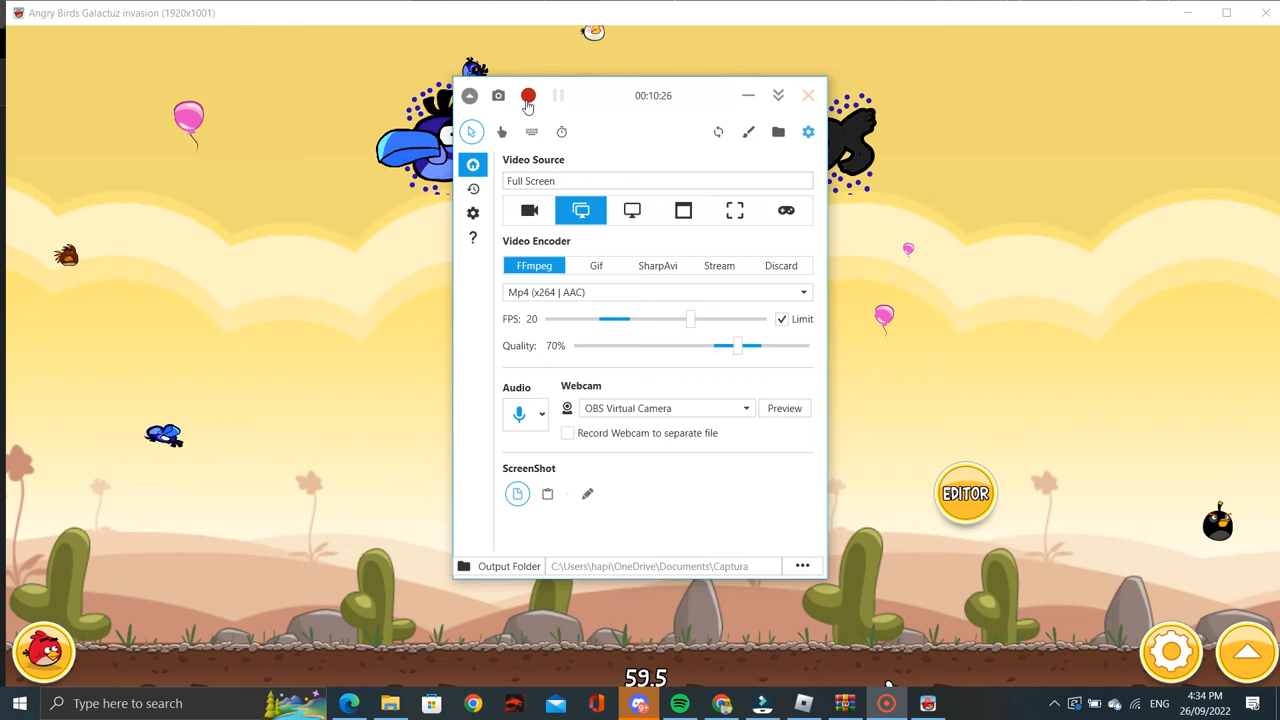 Angry Birds Galactuz invasion (1920x1001)
00:10:26
Video Source
Full Screen
Video Encoder
FFmpeg Gif SharpAvi Stream Discard
Mp4 (x264 | AAC)
FPS: 20 Limit
Quality: 70%
Audio Webcam
OBS Virtual Camera Preview
Record Webcam to separate file
ScreenShot
EDITOR
Output Folder C:\Users\hapi\OneDrive\Documents\Captura
59.5
Type here to search
4:34 PM
26/09/2022